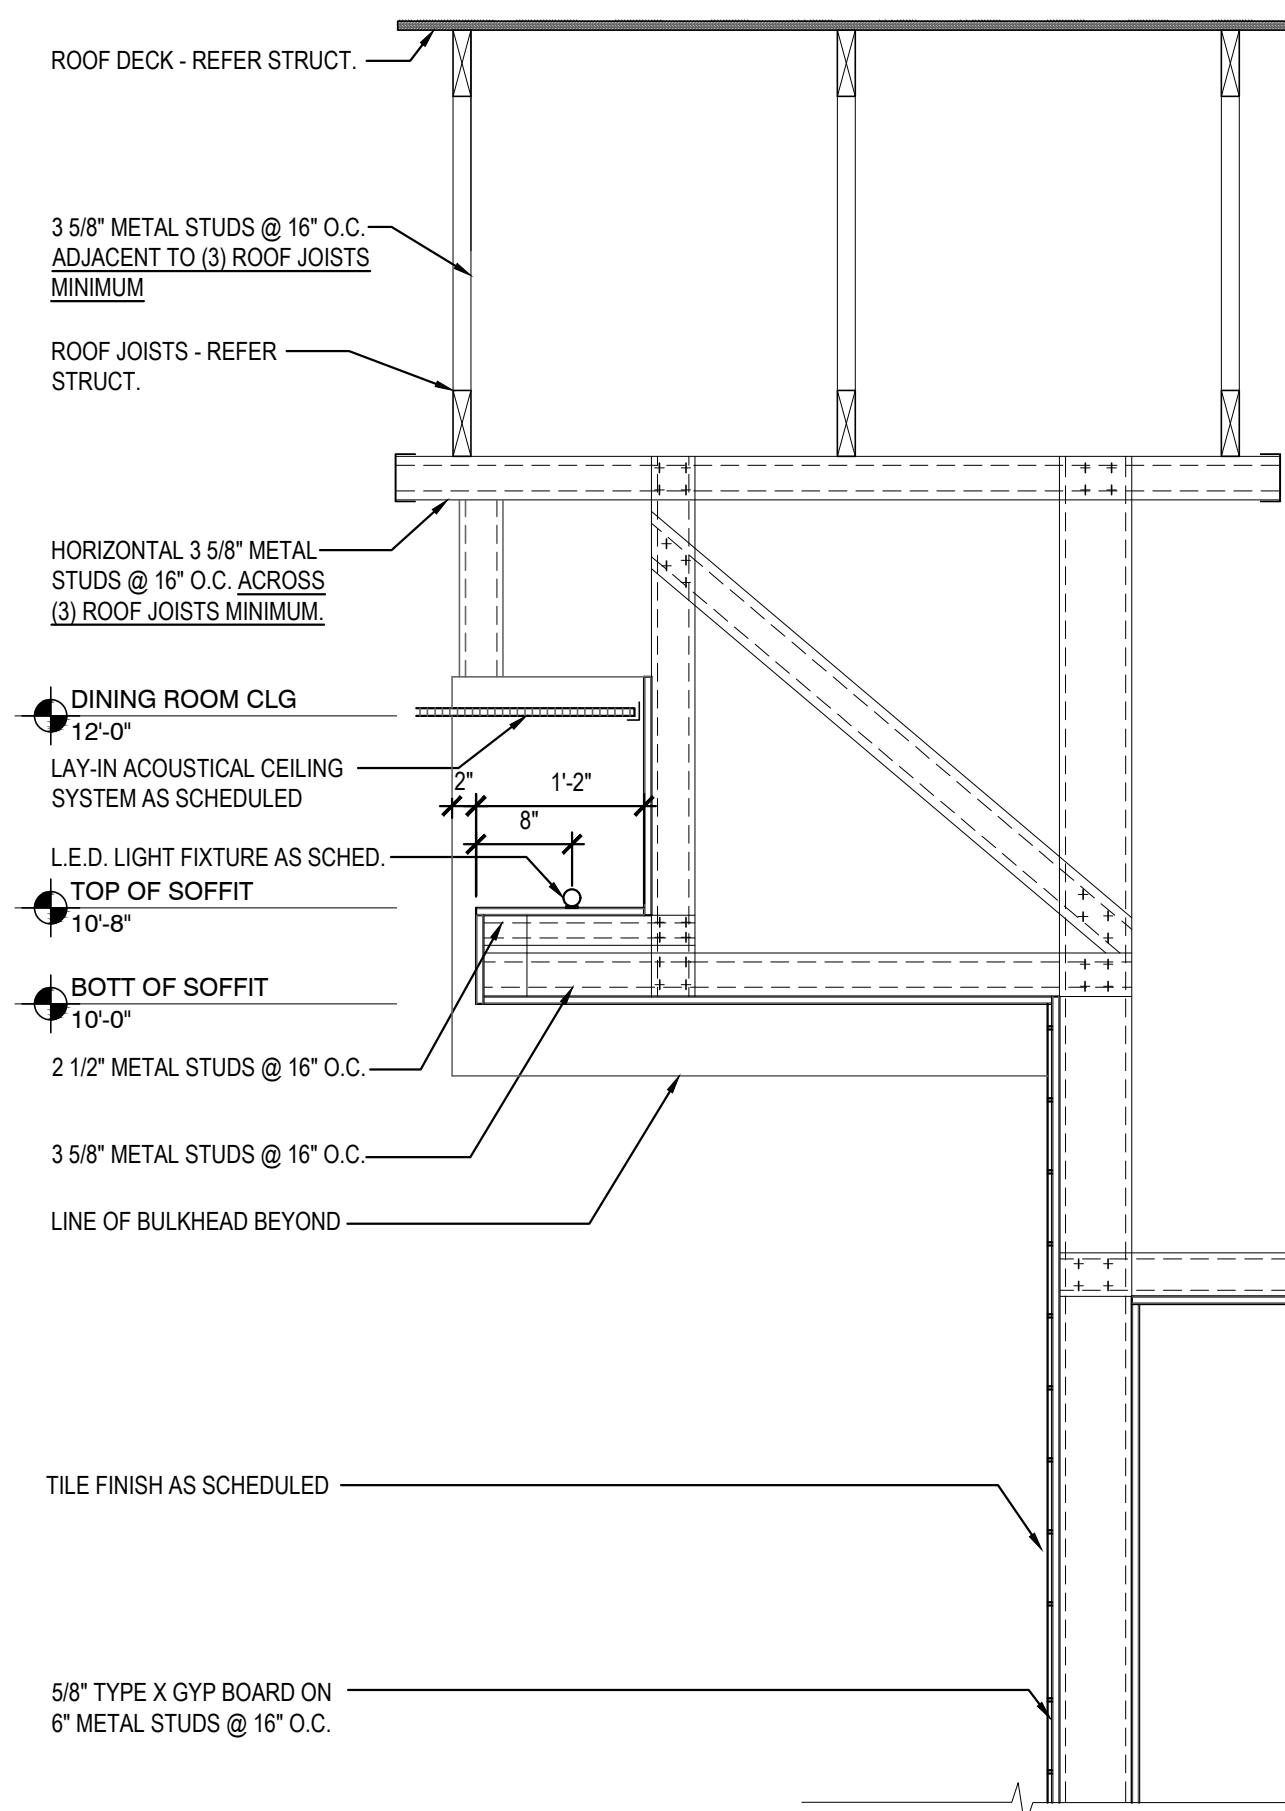 ROOF DECK - REFER STRUCT.
3 5/8" METAL STUDS @ 16" O.C.
ADJACENT TO (3) ROOF JOISTS
MINIMUM
ROOF JOISTS - REFER
STRUCT.
HORIZONTAL 3 5/8" METAL
STUDS @ 16" O.C. ACROSS
(3) ROOF JOISTS MINIMUM.
DINING ROOM CLG
12'-0"
LAY-IN ACOUSTICAL CEILING
SYSTEM AS SCHEDULED
2"
1'-2"
8"
L.E.D. LIGHT FIXTURE AS SCHED.
TOP OF SOFFIT
10'-8"
BOTT OF SOFFIT
10'-0"
2 1/2" METAL STUDS @ 16" O.C.
3 5/8" METAL STUDS @ 16" O.C.
LINE OF BULKHEAD BEYOND
TILE FINISH AS SCHEDULED
5/8" TYPE X GYP BOARD ON
6" METAL STUDS @ 16" O.C.